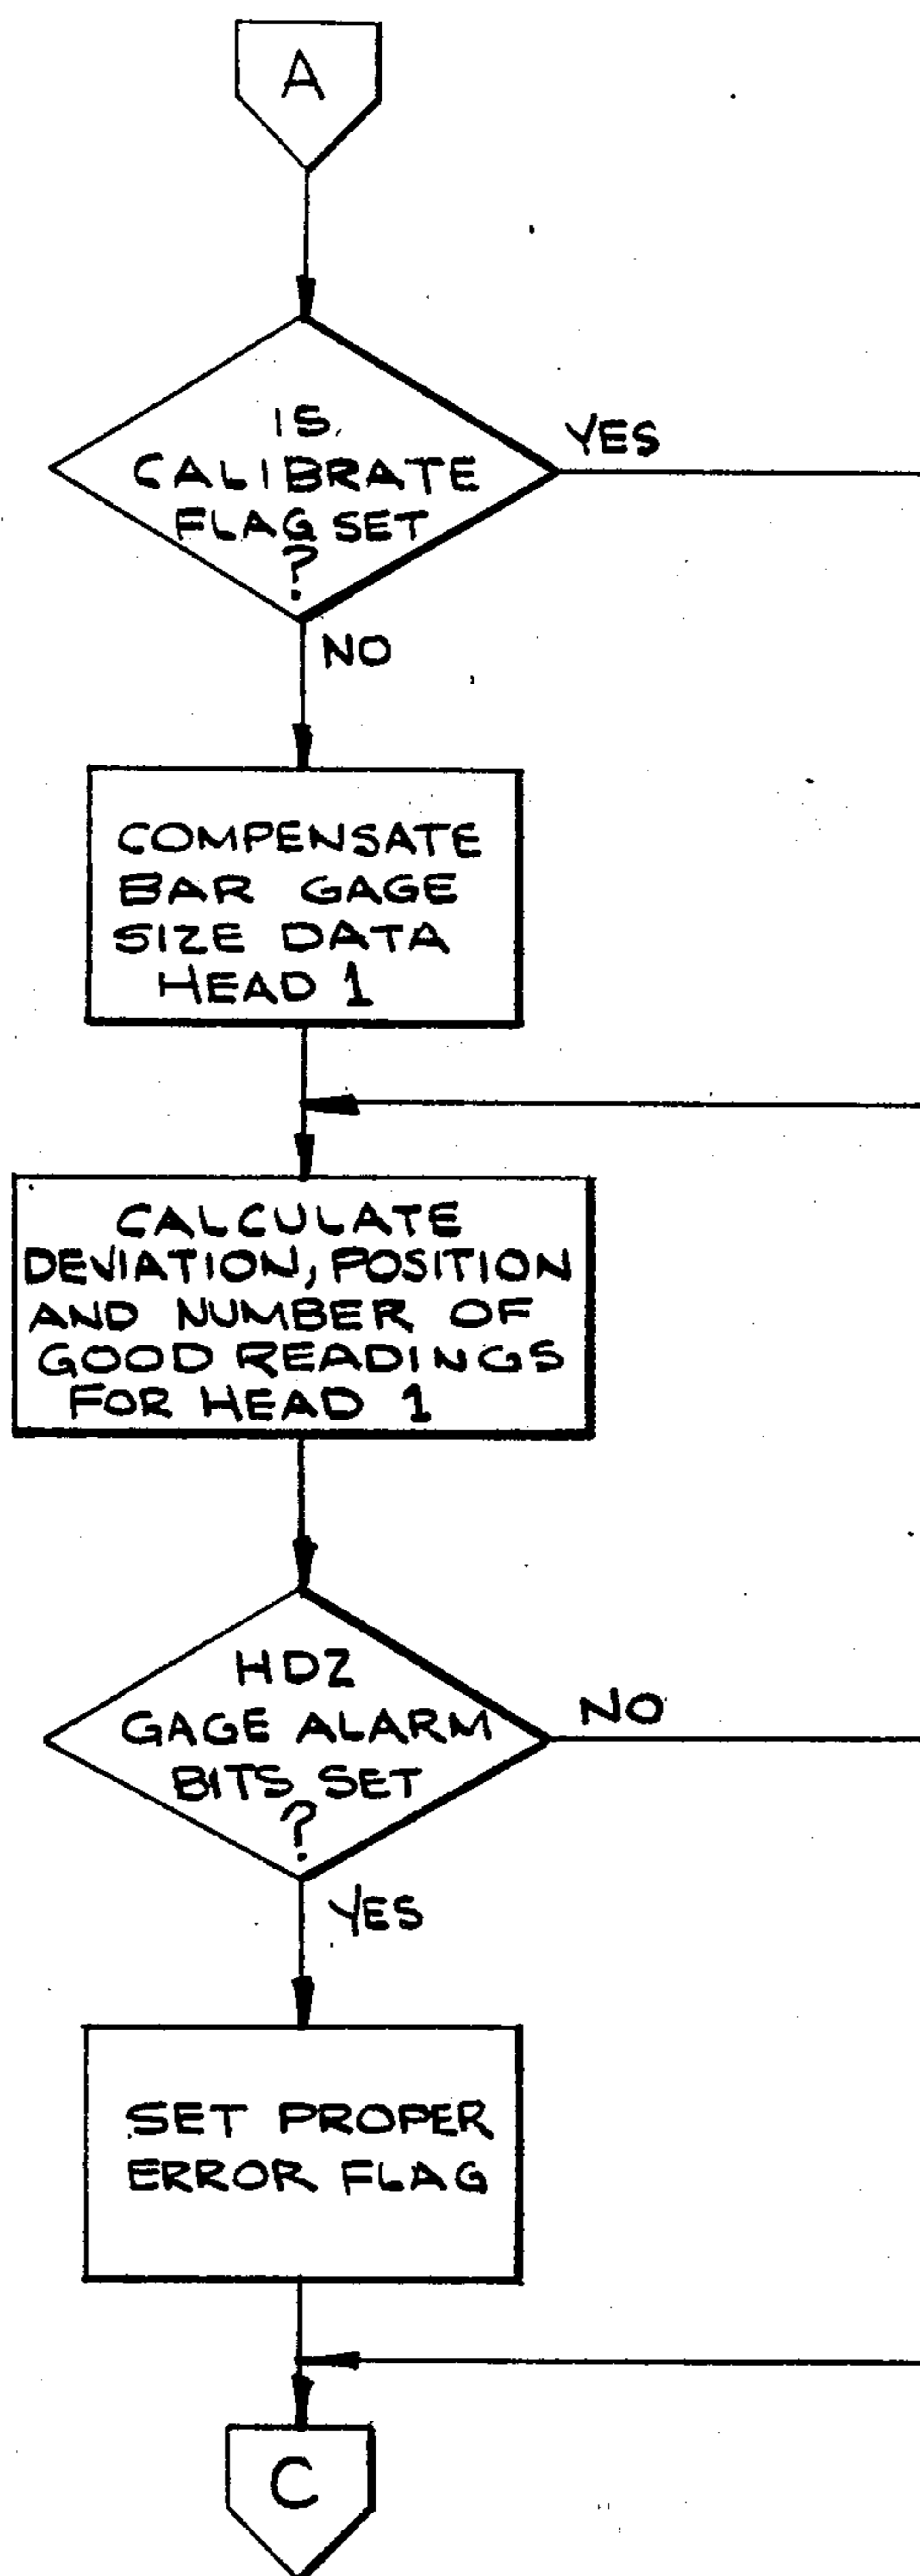 A
IS
CALIBRATE
FLAG SET
?
YES
NO
COMPENSATE
BAR GAGE
SIZE DATA
HEAD 1
CALCULATE
DEVIATION, POSITION
AND NUMBER OF
GOOD READINGS
FOR HEAD 1
HD2
GAGE ALARM
BITS SET
?
NO
YES
SET PROPER
ERROR FLAG
C